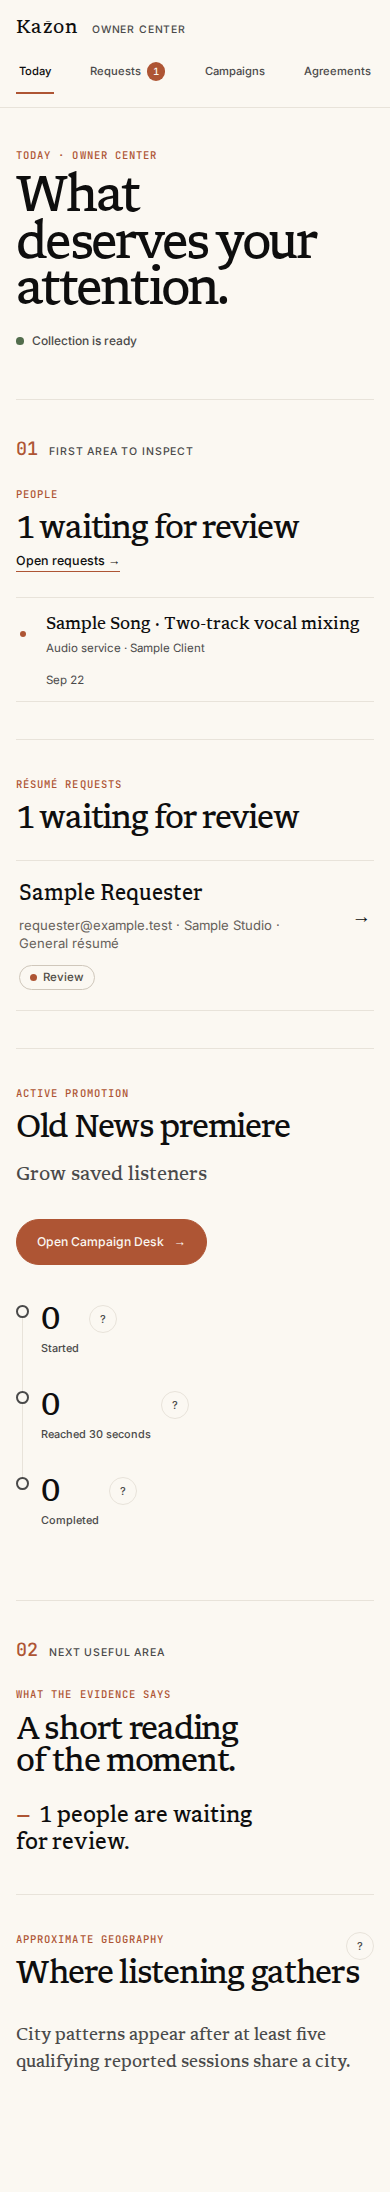 Kažon OWNER CENTER
Today Requests 1 Campaigns Agreements
TODAY · OWNER CENTER
What
deserves your
attention.
Collection is ready
01 FIRST AREA TO INSPECT
PEOPLE
1 waiting for review
Open requests →
Sample Song · Two-track vocal mixing
Audio service · Sample Client
Sep 22
RÉSUMÉ REQUESTS
1 waiting for review
Sample Requester
requester@example.test · Sample Studio ·
General résumé
→
Review
ACTIVE PROMOTION
Old News premiere
Grow saved listeners
Open Campaign Desk →
0 ?
Started
0 ?
Reached 30 seconds
0 ?
Completed
02 NEXT USEFUL AREA
WHAT THE EVIDENCE SAYS
A short reading
of the moment.
— 1 people are waiting
for review.
APPROXIMATE GEOGRAPHY
?
Where listening gathers
City patterns appear after at least five
qualifying reported sessions share a city.